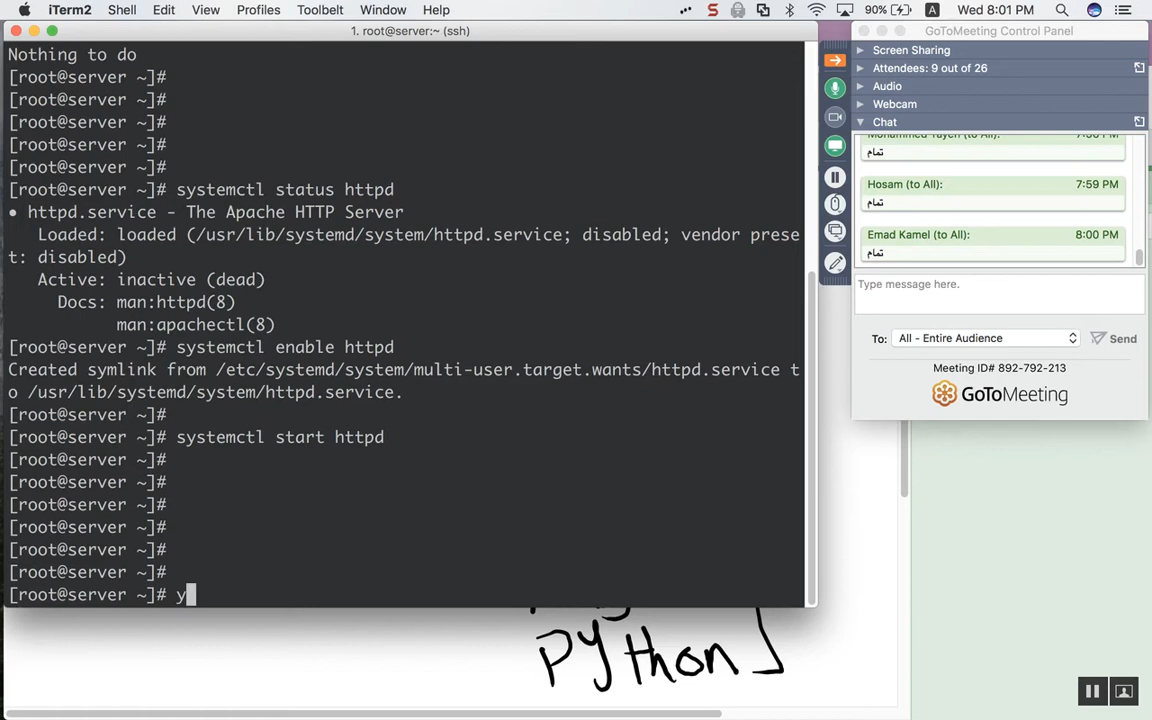 iTerm2 Shell Edit View Profiles Toolbelt Window Help 90% A Wed 8:01 PM
1. root@server:~ (ssh)
Nothing to do
[root@server ~]#
[root@server ~]#
[root@server ~]#
[root@server ~]#
[root@server ~]#
[root@server ~]# systemctl status httpd
● httpd.service - The Apache HTTP Server
Loaded: loaded (/usr/lib/systemd/system/httpd.service; disabled; vendor prese
t: disabled)
Active: inactive (dead)
Docs: man:httpd(8)
man:apachectl(8)
[root@server ~]# systemctl enable httpd
Created symlink from /etc/systemd/system/multi-user.target.wants/httpd.service t
o /usr/lib/systemd/system/httpd.service.
[root@server ~]#
[root@server ~]# systemctl start httpd
[root@server ~]#
[root@server ~]#
[root@server ~]#
[root@server ~]#
[root@server ~]#
[root@server ~]#
[root@server ~]# y
GoToMeeting Control Panel
Screen Sharing
Attendees: 9 out of 26
Audio
Webcam
Chat
تمام
Hosam (to All): 7:59 PM
تمام
Emad Kamel (to All): 8:00 PM
تمام
Type message here.
To: All - Entire Audience Send
Meeting ID# 892-792-213
GoToMeeting
Python